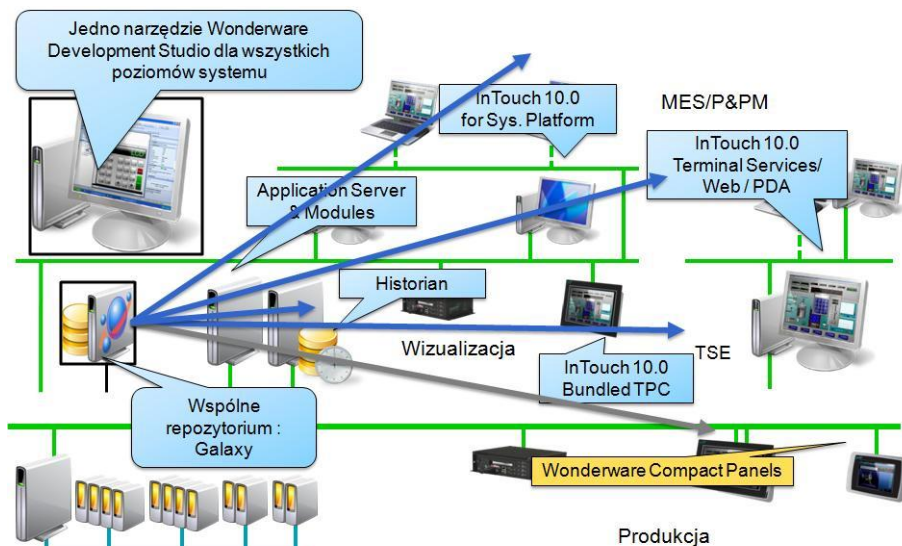 Jedno narzędzie Wonderware
Development Studio dla wszystkich
poziomów systemu
InTouch 10.0
for Sys. Platform
MES/P&PM
InTouch 10.0
Terminal Services/
Web / PDA
Application Server
& Modules
Historian
Wizualizacja
TSE
InTouch 10.0
Bundled TPC
Wspólne
repozytorium :
Galaxy
Wonderware Compact Panels
Produkcja